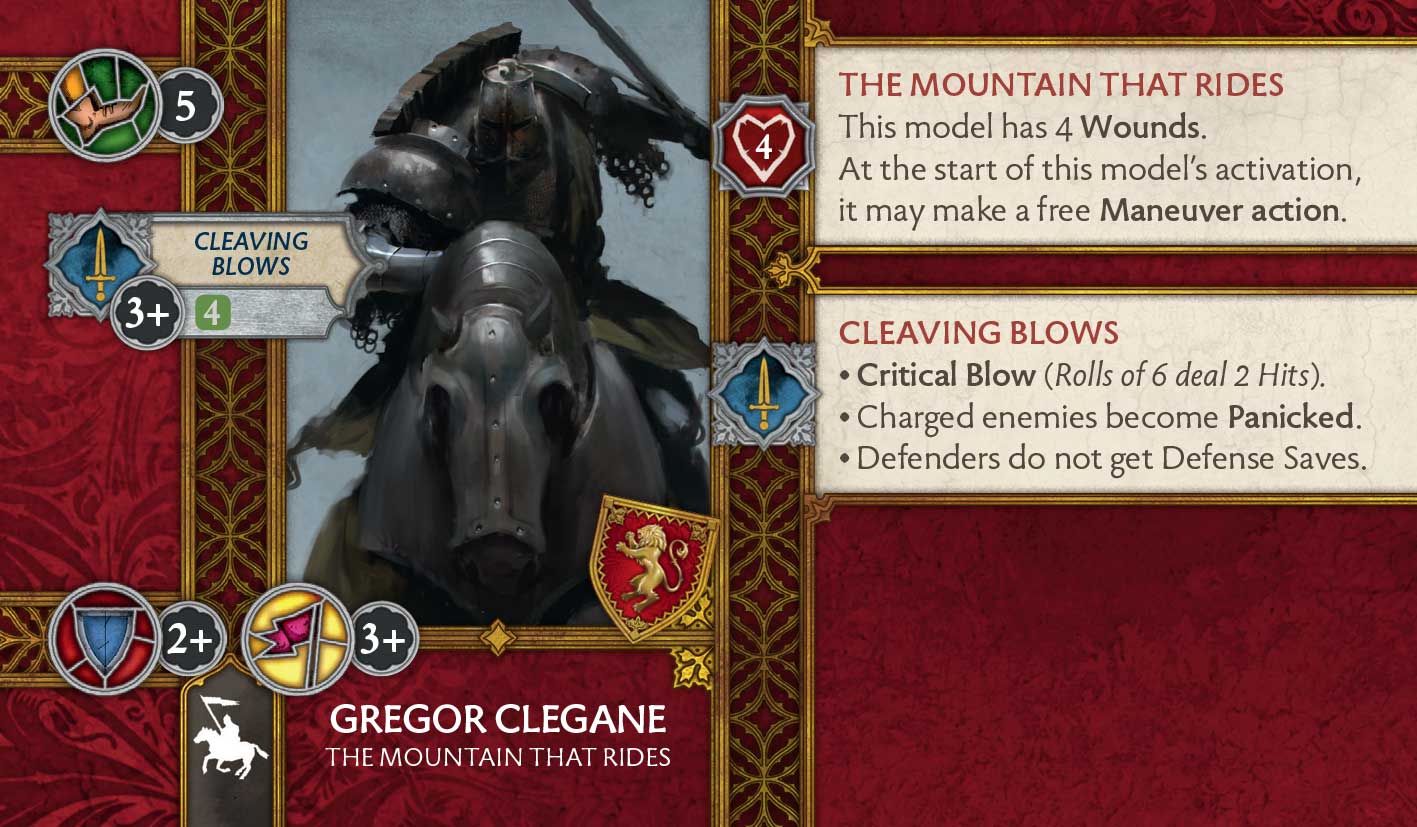 5
CLEAVING
BLOWS
3+ 4
2+ 3+
GREGOR CLEGANE
THE MOUNTAIN THAT RIDES
4
THE MOUNTAIN THAT RIDES
This model has 4 Wounds.
At the start of this model's activation,
it may make a free Maneuver action.
CLEAVING BLOWS
• Critical Blow (Rolls of 6 deal 2 Hits).
• Charged enemies become Panicked.
• Defenders do not get Defense Saves.